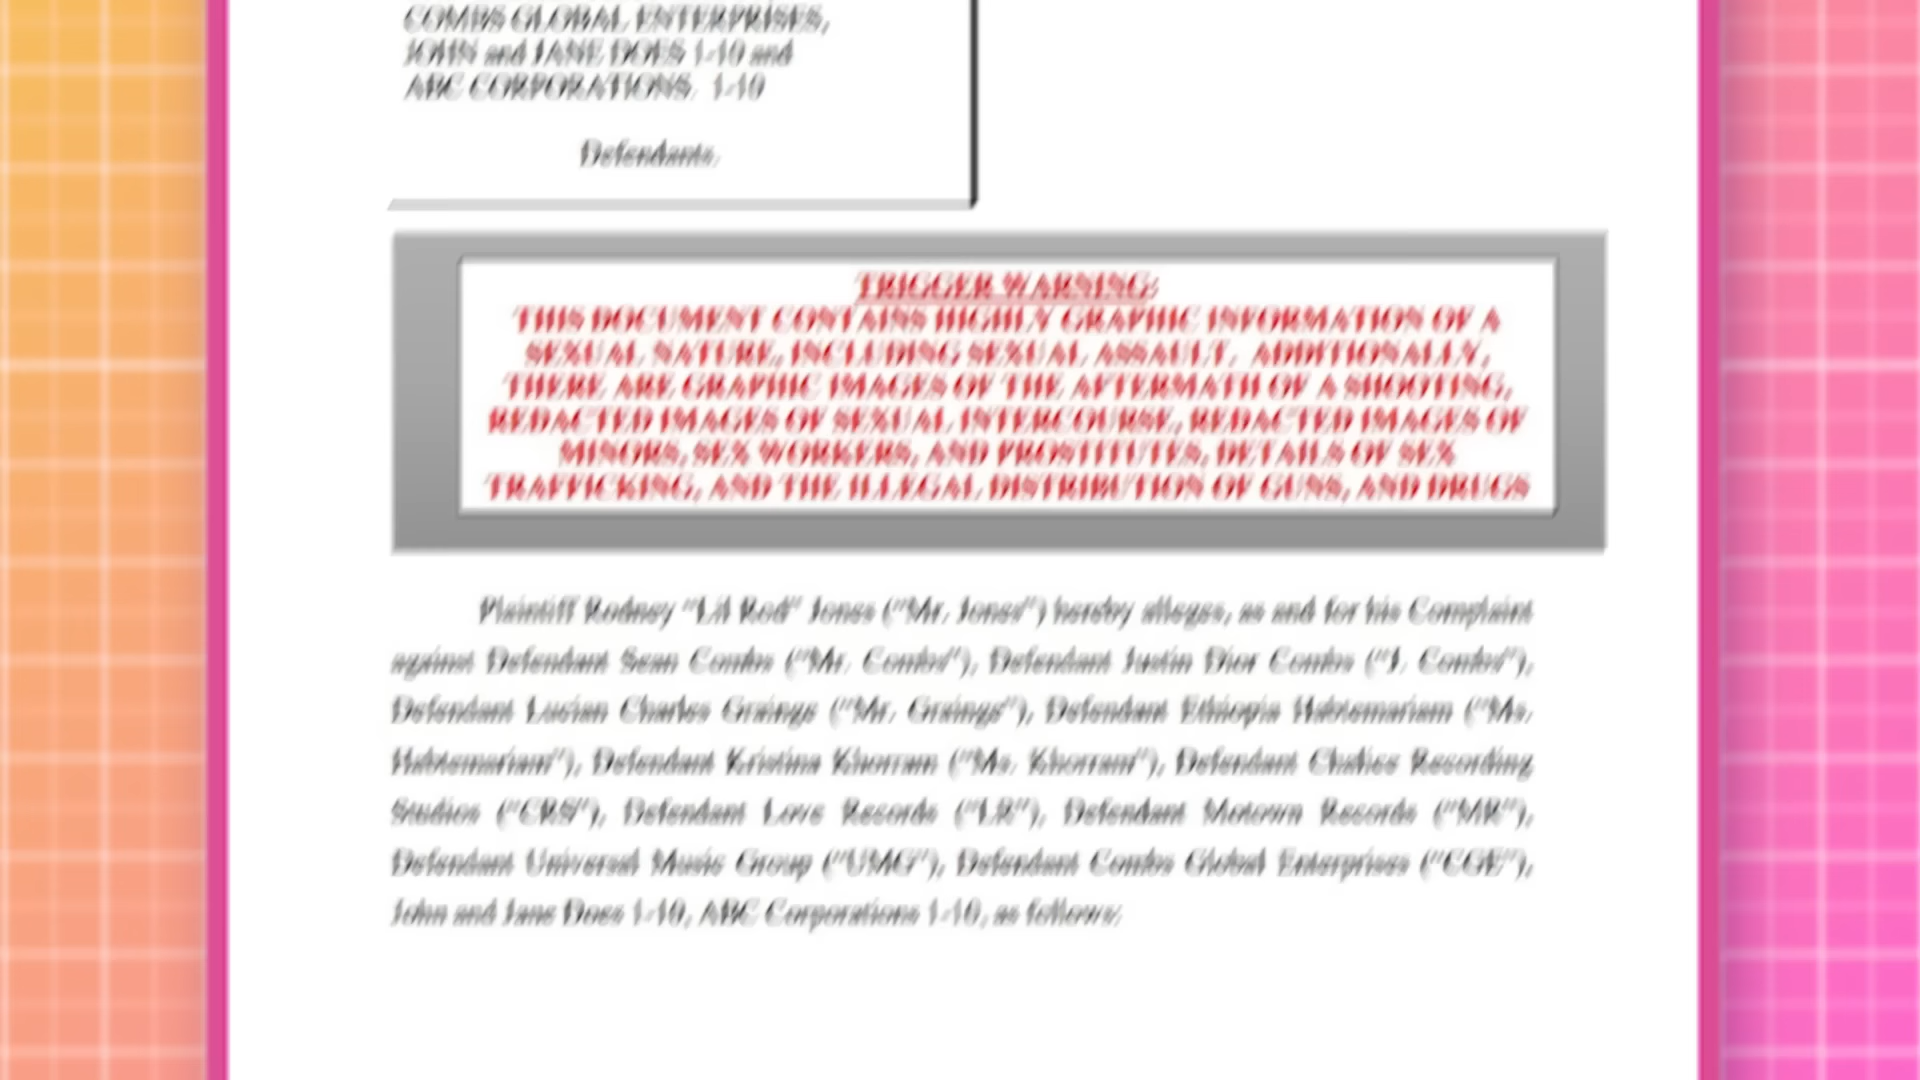 COMBS GLOBAL ENTERPRISES,
JOHN and JANE DOES 1-10 and
ABC CORPORATIONS. 1-10
Defendants.
TRIGGER WARNING:
THIS DOCUMENT CONTAINS HIGHLY GRAPHIC INFORMATION OF A
SEXUAL NATURE, INCLUDING SEXUAL ASSAULT. ADDITIONALLY,
THERE ARE GRAPHIC IMAGES OF THE AFTERMATH OF A SHOOTING,
REDACTED IMAGES OF SEXUAL INTERCOURSE, REDACTED IMAGES OF
MINORS, SEX WORKERS, AND PROSTITUTES, DETAILS OF SEX
TRAFFICKING, AND THE ILLEGAL DISTRIBUTION OF GUNS, AND DRUGS
Plaintiff Rodney "Lil Rod" Jones ("Mr. Jones") hereby alleges, as and for his Complaint
against Defendant Sean Combs ("Mr. Combs"), Defendant Justin Dior Combs ("J. Combs"),
Defendant Lucian Charles Grainge ("Mr. Grainge"), Defendant Ethiopia Habtemariam ("Ms.
Habtemariam"), Defendant Kristina Khorram ("Ms. Khorram"), Defendant Chalice Recording
Studios ("CRS"), Defendant Love Records ("LR"), Defendant Motown Records ("MR"),
Defendant Universal Music Group ("UMG"), Defendant Combs Global Enterprises ("CGE"),
John and Jane Does 1-10, ABC Corporations 1-10, as follows: